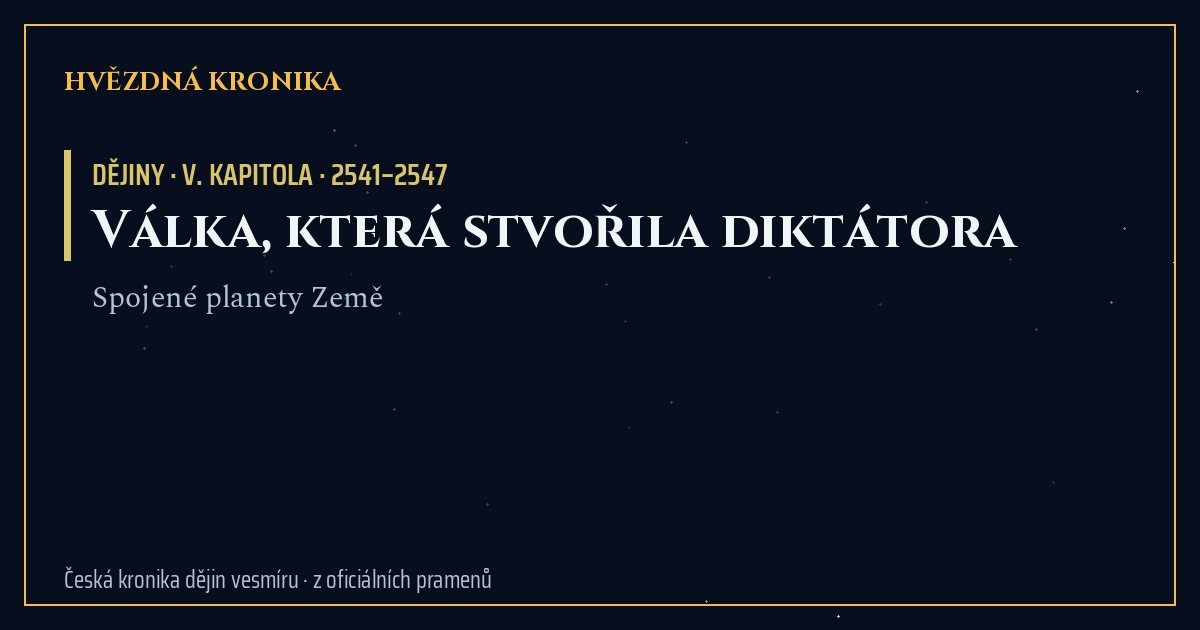 HVĚZDNÁ KRONIKA
DĚJINY · V. KAPITOLA · 2541–2547
Válka, která stvořila diktátora
Spojené planety Země
Česká kronika dějin vesmíru · z oficiálních pramenů